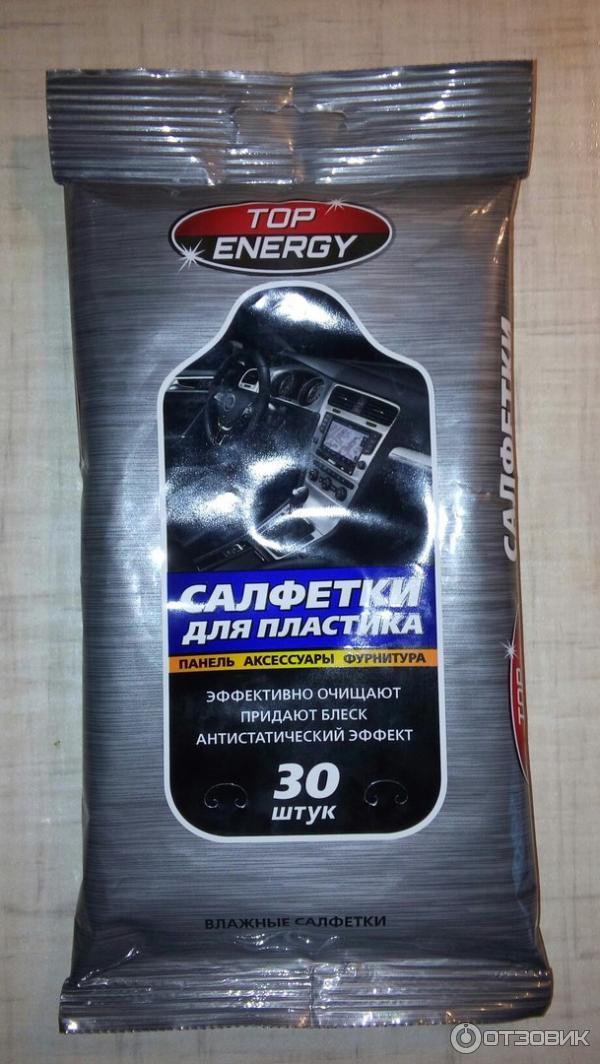 TOP
ENERGY
САЛФЕТКИ
ДЛЯ ПЛАСТИКА
ПАНЕЛЬ АКСЕССУАРЫ ФУРНИТУРА
ЭФФЕКТИВНО ОЧИЩАЮТ
ПРИДАЮТ БЛЕСК
АНТИСТАТИЧЕСКИЙ ЭФФЕКТ
30
ШТУК
ВЛАЖНЫЕ САЛФЕТКИ
САЛФЕТКИ
TOP
ОТЗОВИК